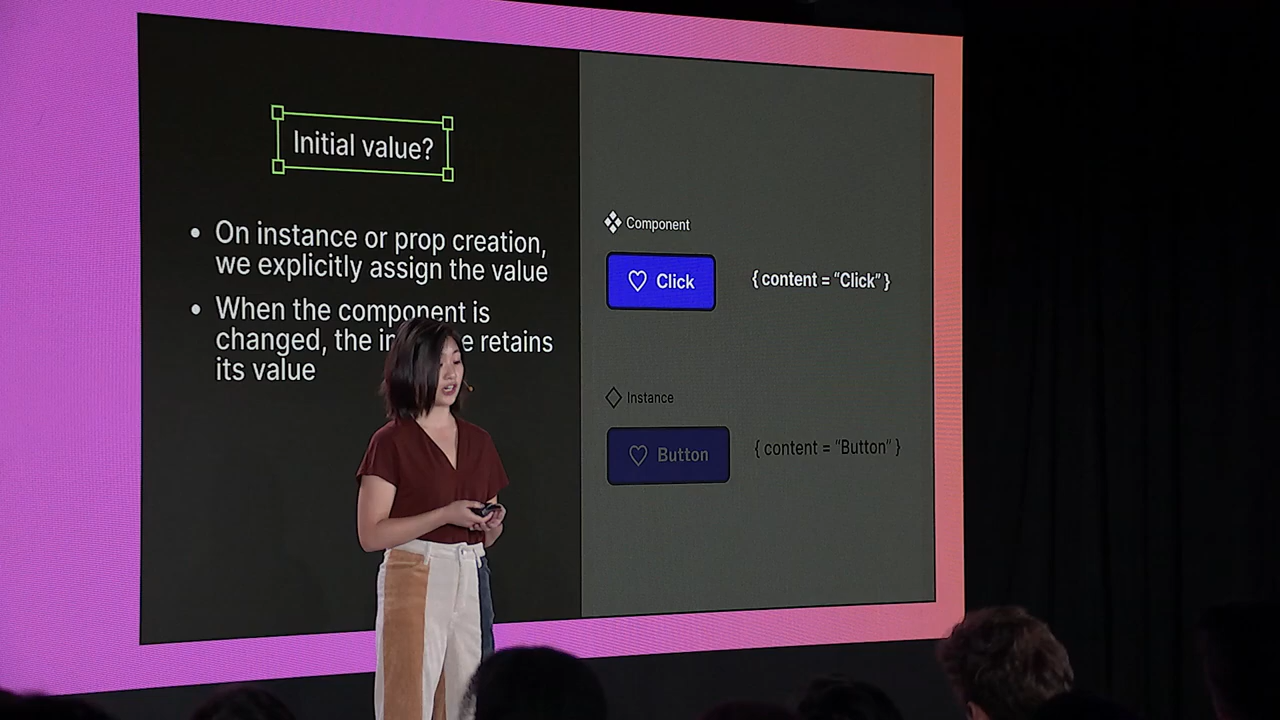 Initial value?
• On instance or prop creation,
we explicitly assign the value
• When the component is
changed, the retains
its value
Component
Click
{ content = “Click” }
Instance
Button
{ content = “Button” }